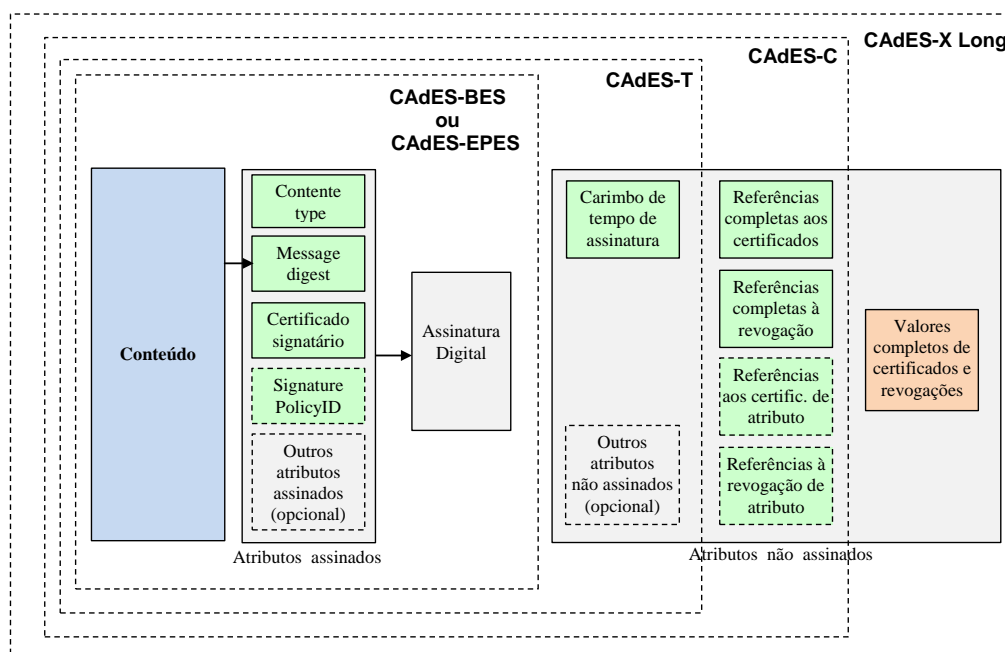 CAdES-X Long
CAdES-C
CAdES-T
CAdES-BES
ou
CAdES-EPES
Conteúdo
Contente
type
Message
digest
Certificado
signatário
Signature
PolicyID
Outros
atributos
assinados
(opcional)
Atributos assinados
Assinatura
Digital
Carimbo de
tempo de
assinatura
Outros
atributos
não assinados
(opcional)
Referências
completas aos
certificados
Referências
completas à
revogação
Referências
aos certific. de
atributo
Referências à
revogação de
atributo
Valores
completos de
certificados e
revogações
Atributos não assinados